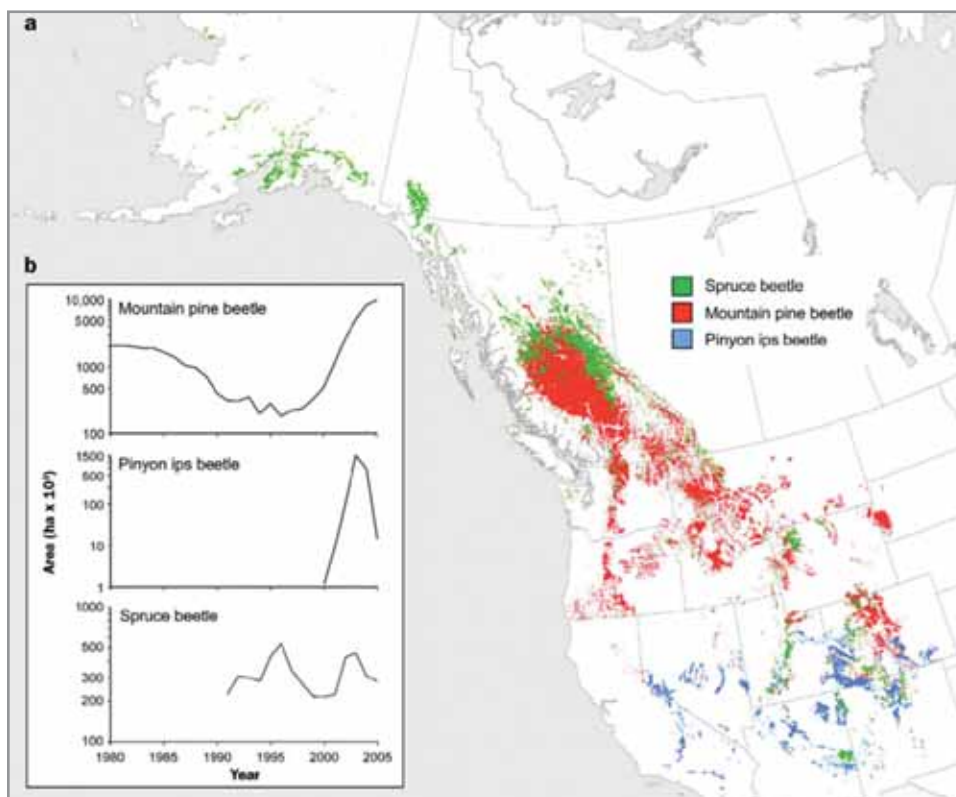 a
Spruce beetle
Mountain pine beetle
Pinyon ips beetle
b
Mountain pine beetle
10,000
5000
1000
500
100
Pinyon ips beetle
1500
600
100
10
1
Spruce beetle
1000
500
300
200
100
Area (ha x 10³)
1980 1985 1990 1995 2000 2005
Year